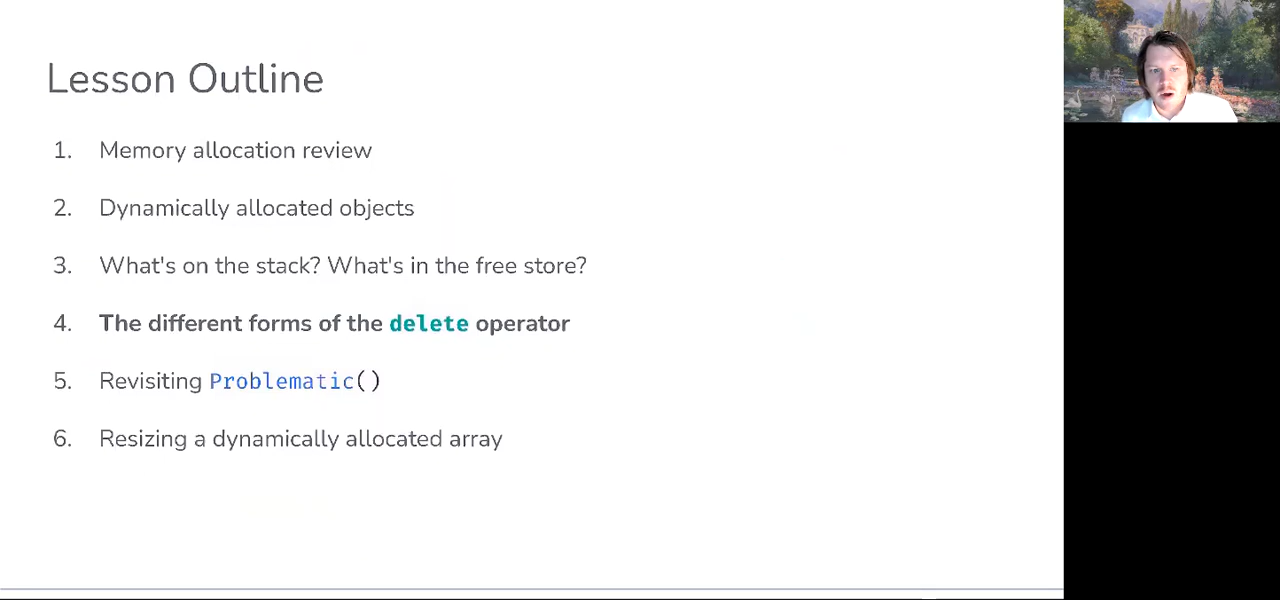 Lesson Outline
1. Memory allocation review
2. Dynamically allocated objects
3. What's on the stack? What's in the free store?
4. The different forms of the delete operator
5. Revisiting Problematic()
6. Resizing a dynamically allocated array